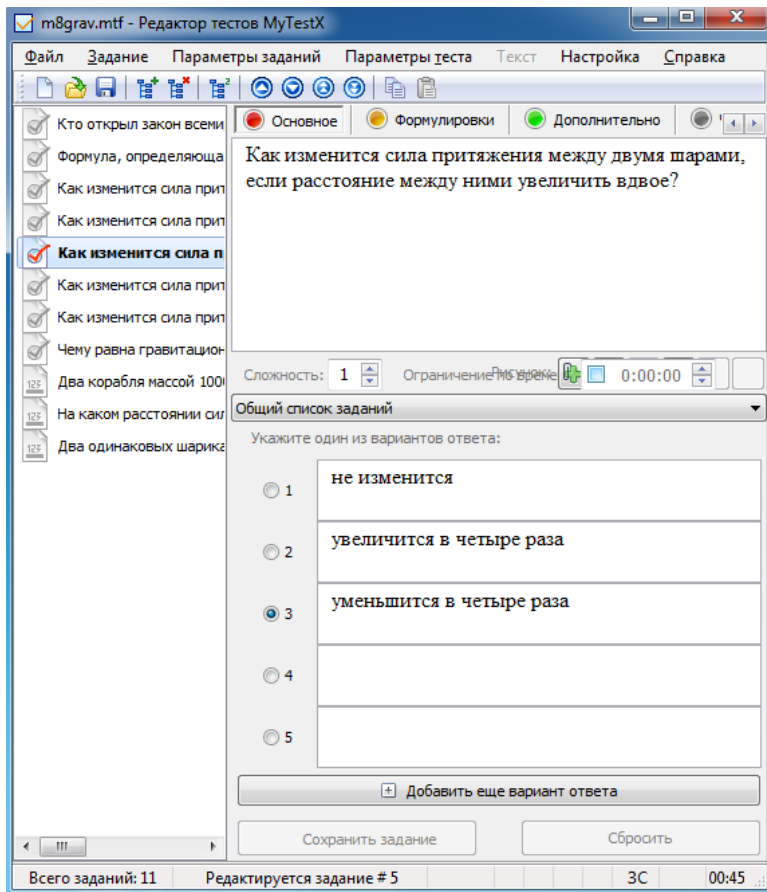 m8grav.mtf - Редактор тестов MyTestX
Файл Задание Параметры заданий Параметры теста Текст Настройка Справка
Основное Формулировки Дополнительно
Кто открыл закон всеми
Формула, определяюща
Как изменится сила прит
Как изменится сила прит
Как изменится сила п
Как изменится сила прит
Как изменится сила прит
Чему равна гравитацион
Два корабля массой 100
На каком расстоянии сил
Два одинаковых шарика
Как изменится сила притяжения между двумя шарами,
если расстояние между ними увеличить вдвое?
Сложность: 1 Ограничение по време 0:00:00
Общий список заданий
Укажите один из вариантов ответа:
1 не изменится
2 увеличится в четыре раза
3 уменьшится в четыре раза
4
5
Добавить еще вариант ответа
Сохранить задание Сбросить
Всего заданий: 11 Редактируется задание # 5 ЗС 00:45